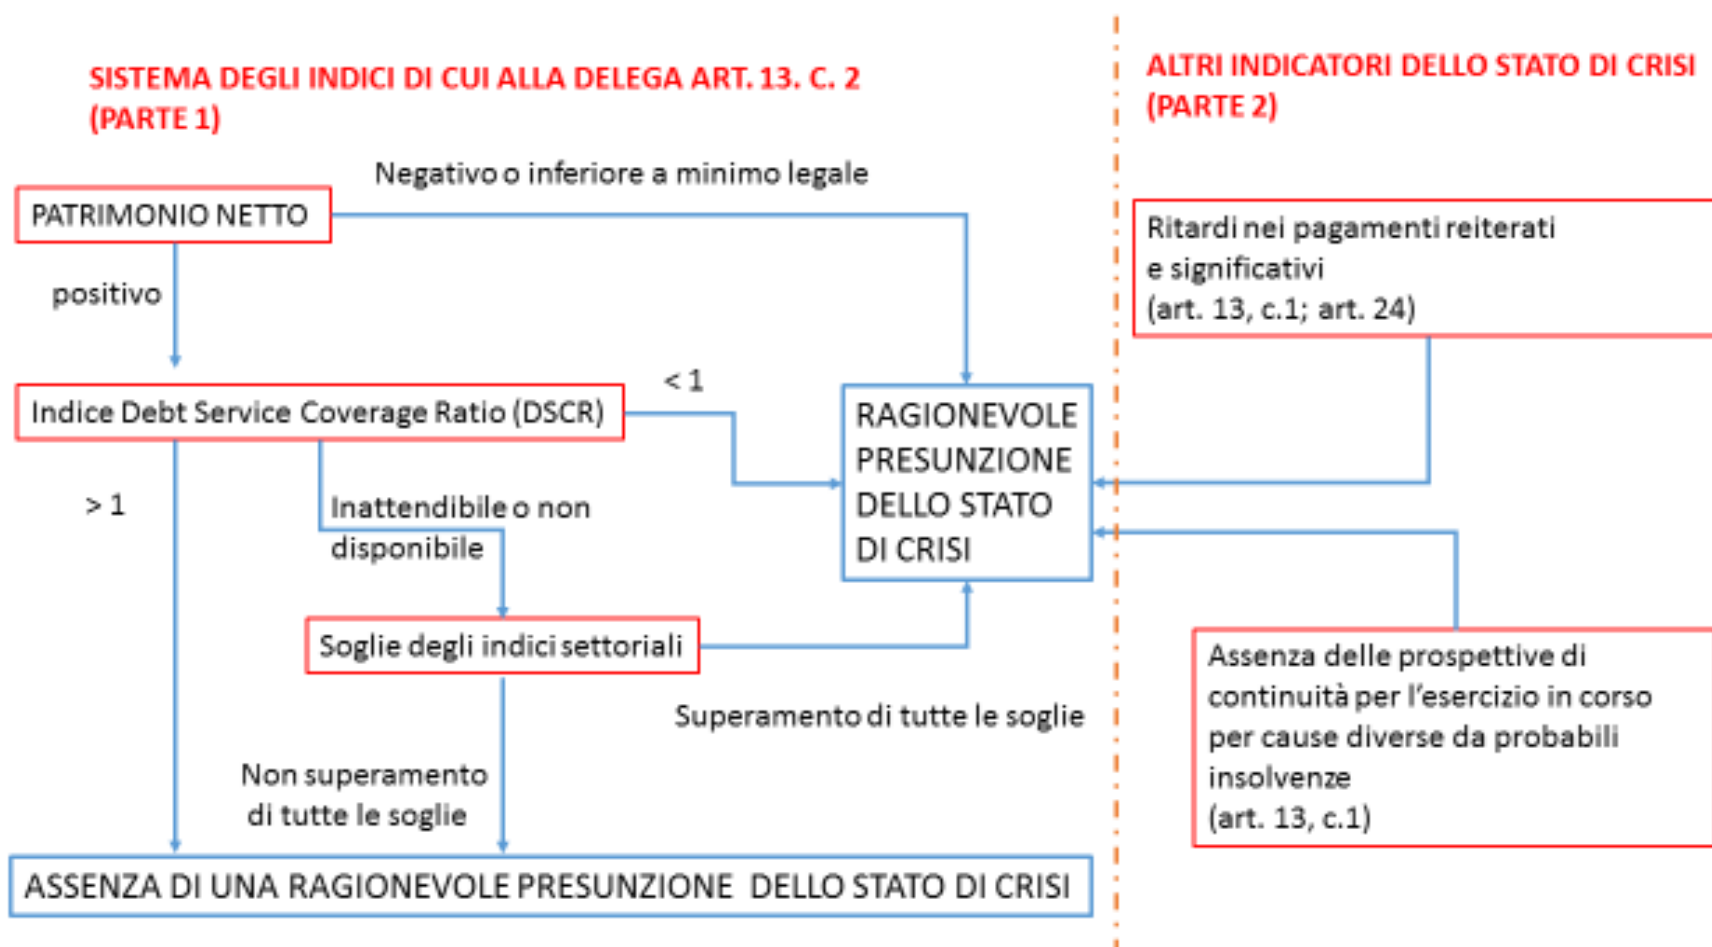 SISTEMA DEGLI INDICI DI CUI ALLA DELEGA ART. 13. C. 2
(PARTE 1)
Negativo o inferiore a minimo legale
PATRIMONIO NETTO
positivo
Indice Debt Service Coverage Ratio (DSCR)
< 1
> 1
Inattendibile o non
disponibile
RAGIONEVOLE
PRESUNZIONE
DELLO STATO
DI CRISI
Soglie degli indici settoriali
Superamento di tutte le soglie
Non superamento
di tutte le soglie
ASSENZA DI UNA RAGIONEVOLE PRESUNZIONE DELLO STATO DI CRISI
ALTRI INDICATORI DELLO STATO DI CRISI
(PARTE 2)
Ritardi nei pagamenti reiterati
e significativi
(art. 13, c.1; art. 24)
Assenza delle prospettive di
continuità per l'esercizio in corso
per cause diverse da probabili
insolvenze
(art. 13, c.1)